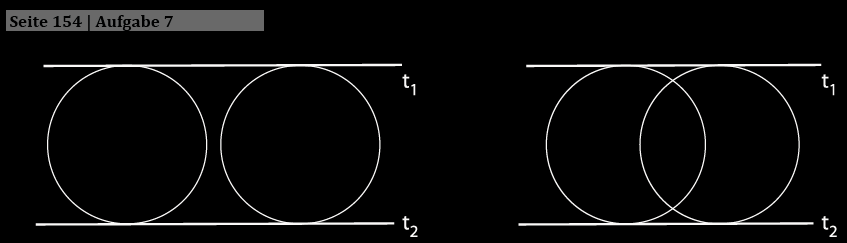 Seite 154 | Aufgabe 7
t₁
t₁
t₂
t₂